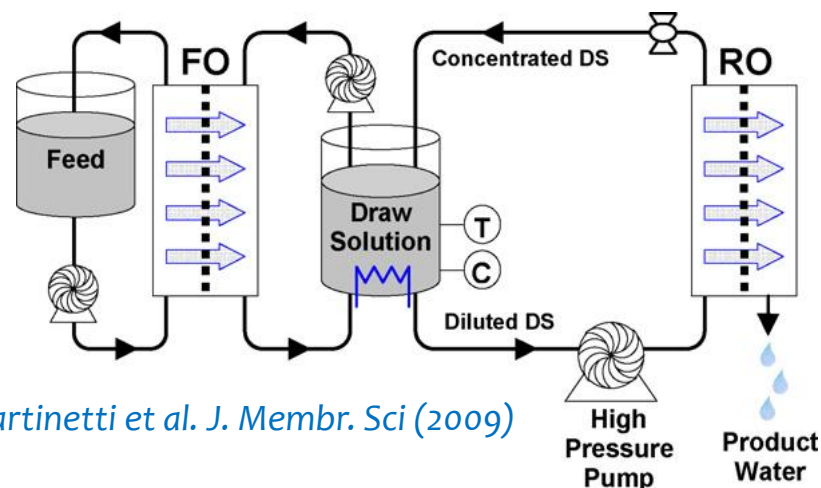 FO
RO
Concentrated DS
Feed
Draw
Solution
T
C
Diluted DS
High
Pressure
Pump
Product
Water
artinetti et al. J. Membr. Sci (2009)